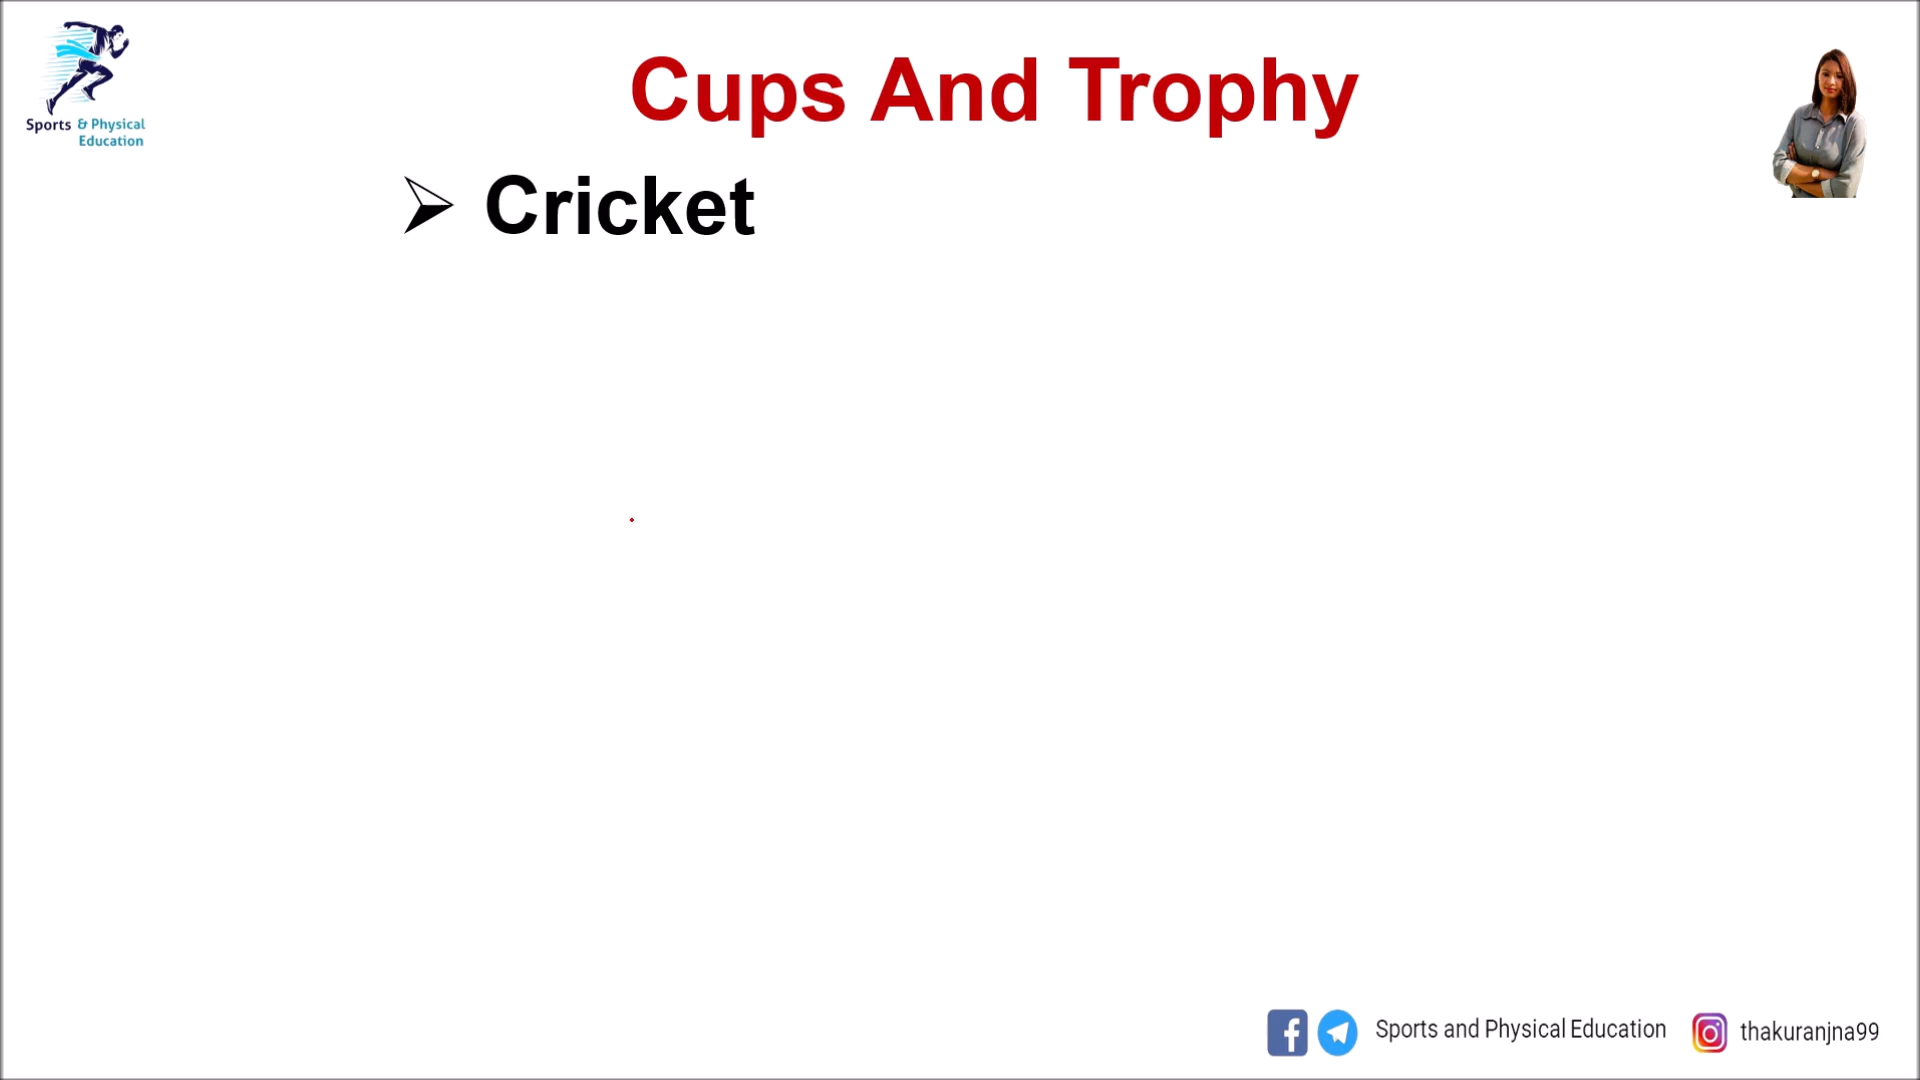 Sports & Physical
Education
Cups And Trophy
Cricket
Sports and Physical Education
thakuranjna99